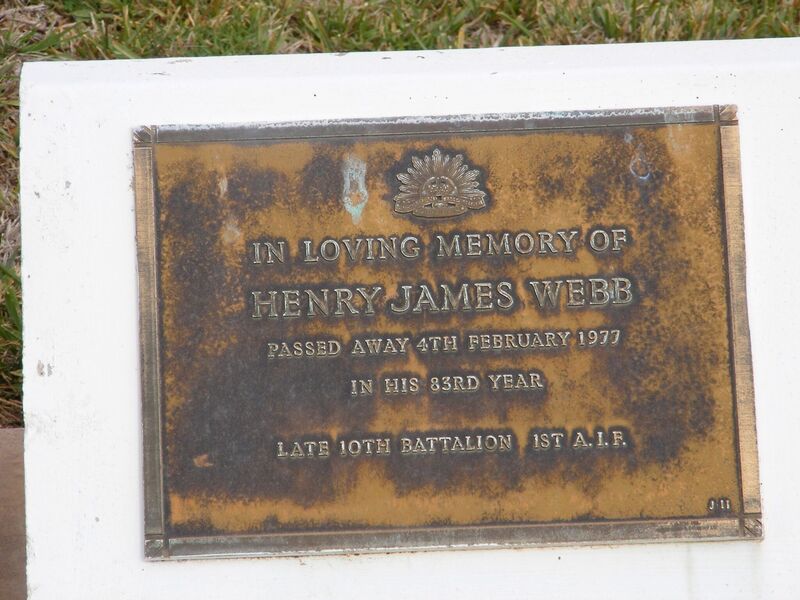 IN LOVING MEMORY OF
HENRY JAMES WEBB
PASSED AWAY 4TH FEBRUARY 1977
IN HIS 83RD YEAR
LATE 10TH BATTALION 1ST A.I.F.
J 11